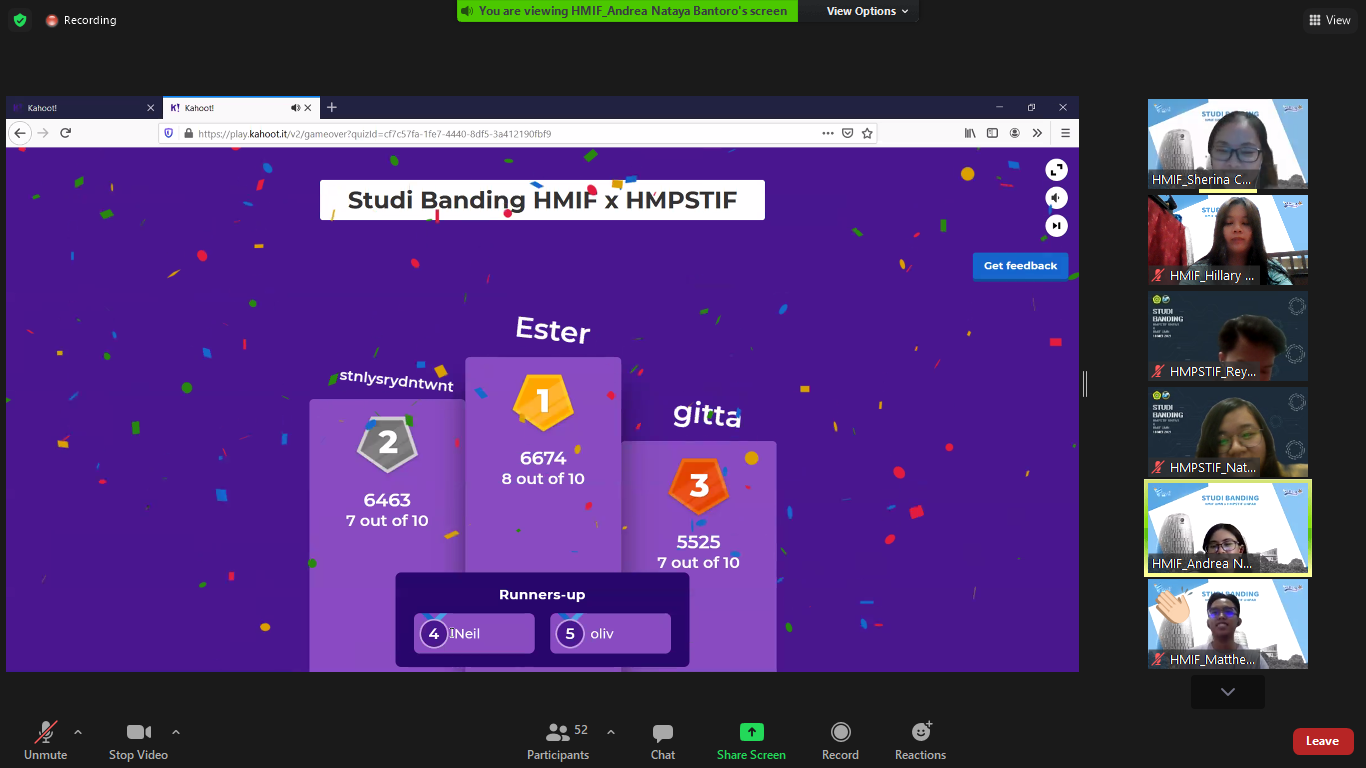 Recording
You are viewing HMIF_Andrea Nataya Bantoro's screen
View Options
View
Kahoot!
K! Kahoot!
https://play.kahoot.it/v2/gameover?quizId=cf7c57fa-1fe7-4440-8df5-3a412190fbf9
Studi Banding HMIF x HMPSTIF
Get feedback
Ester
1
6674
8 out of 10
stnlysrydntwnt
2
6463
7 out of 10
gitta
3
5525
7 out of 10
Runners-up
4 Neil
5 oliv
STUDI BANDING
HMIF_Sherina C...
HMIF_Hillary ...
STUDI
BANDING
HMPSTIF_Rey...
STUDI
BANDING
HMPSTIF_Nat...
STUDI BANDING
HMIF_Andrea N...
HMIF_Matthe...
Unmute
Stop Video
Participants
52
Chat
Share Screen
Record
Reactions
Leave